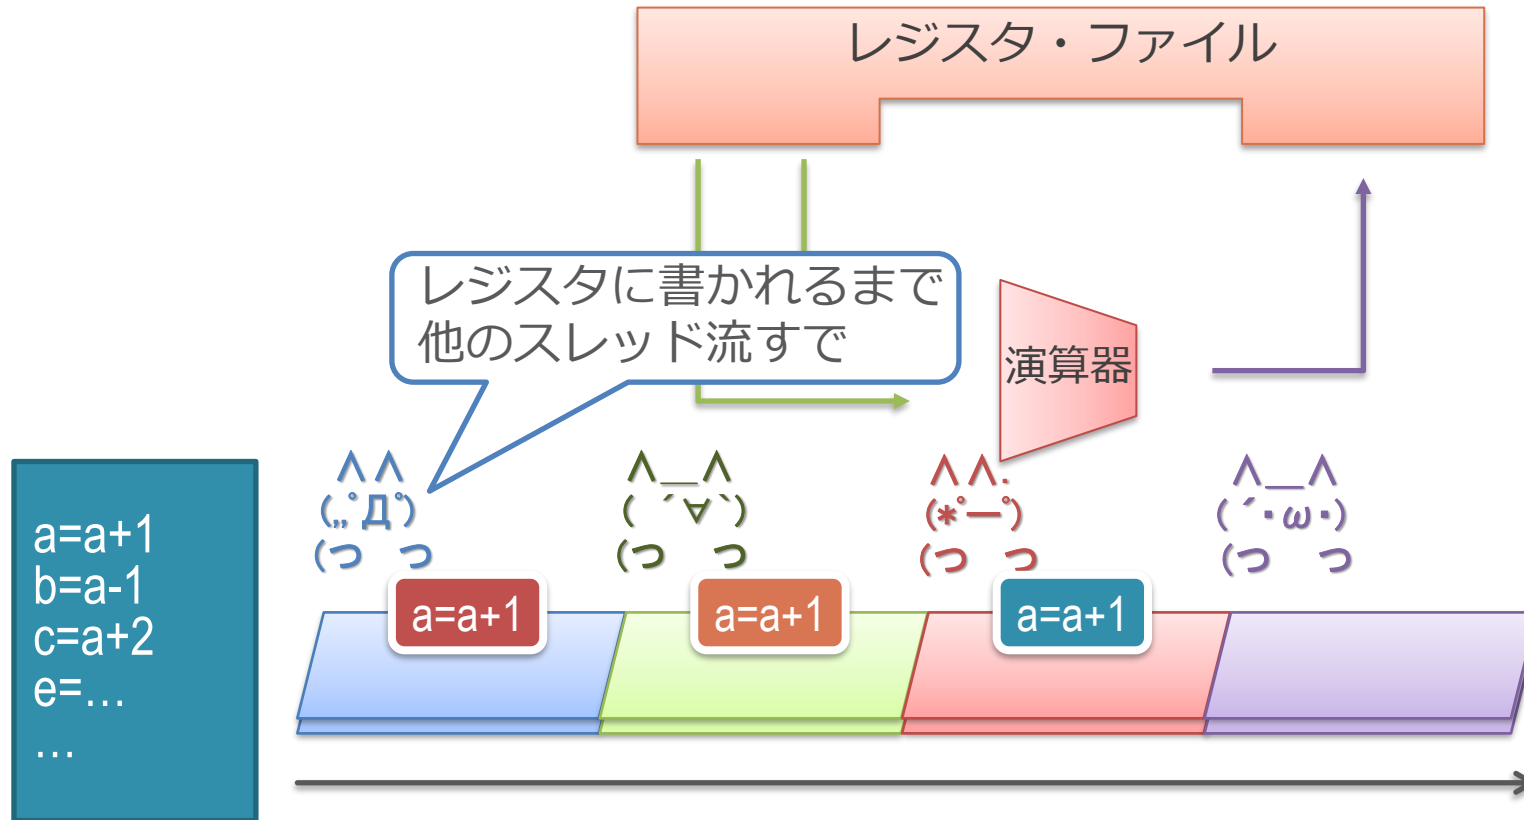 レジスタ・ファイル
レジスタに書かれるまで
他のスレッド流すで
演算器
∧ ∧
(,,ﾟДﾟ)
(つ　つ
∧＿∧
( ´∀`)
(つ　つ
∧ ∧.
(*ﾟーﾟ)
(つ　つ
∧＿∧
( ´・ω・)
(つ　つ
a=a+1
b=a-1
c=a+2
e=…
…
a=a+1
a=a+1
a=a+1